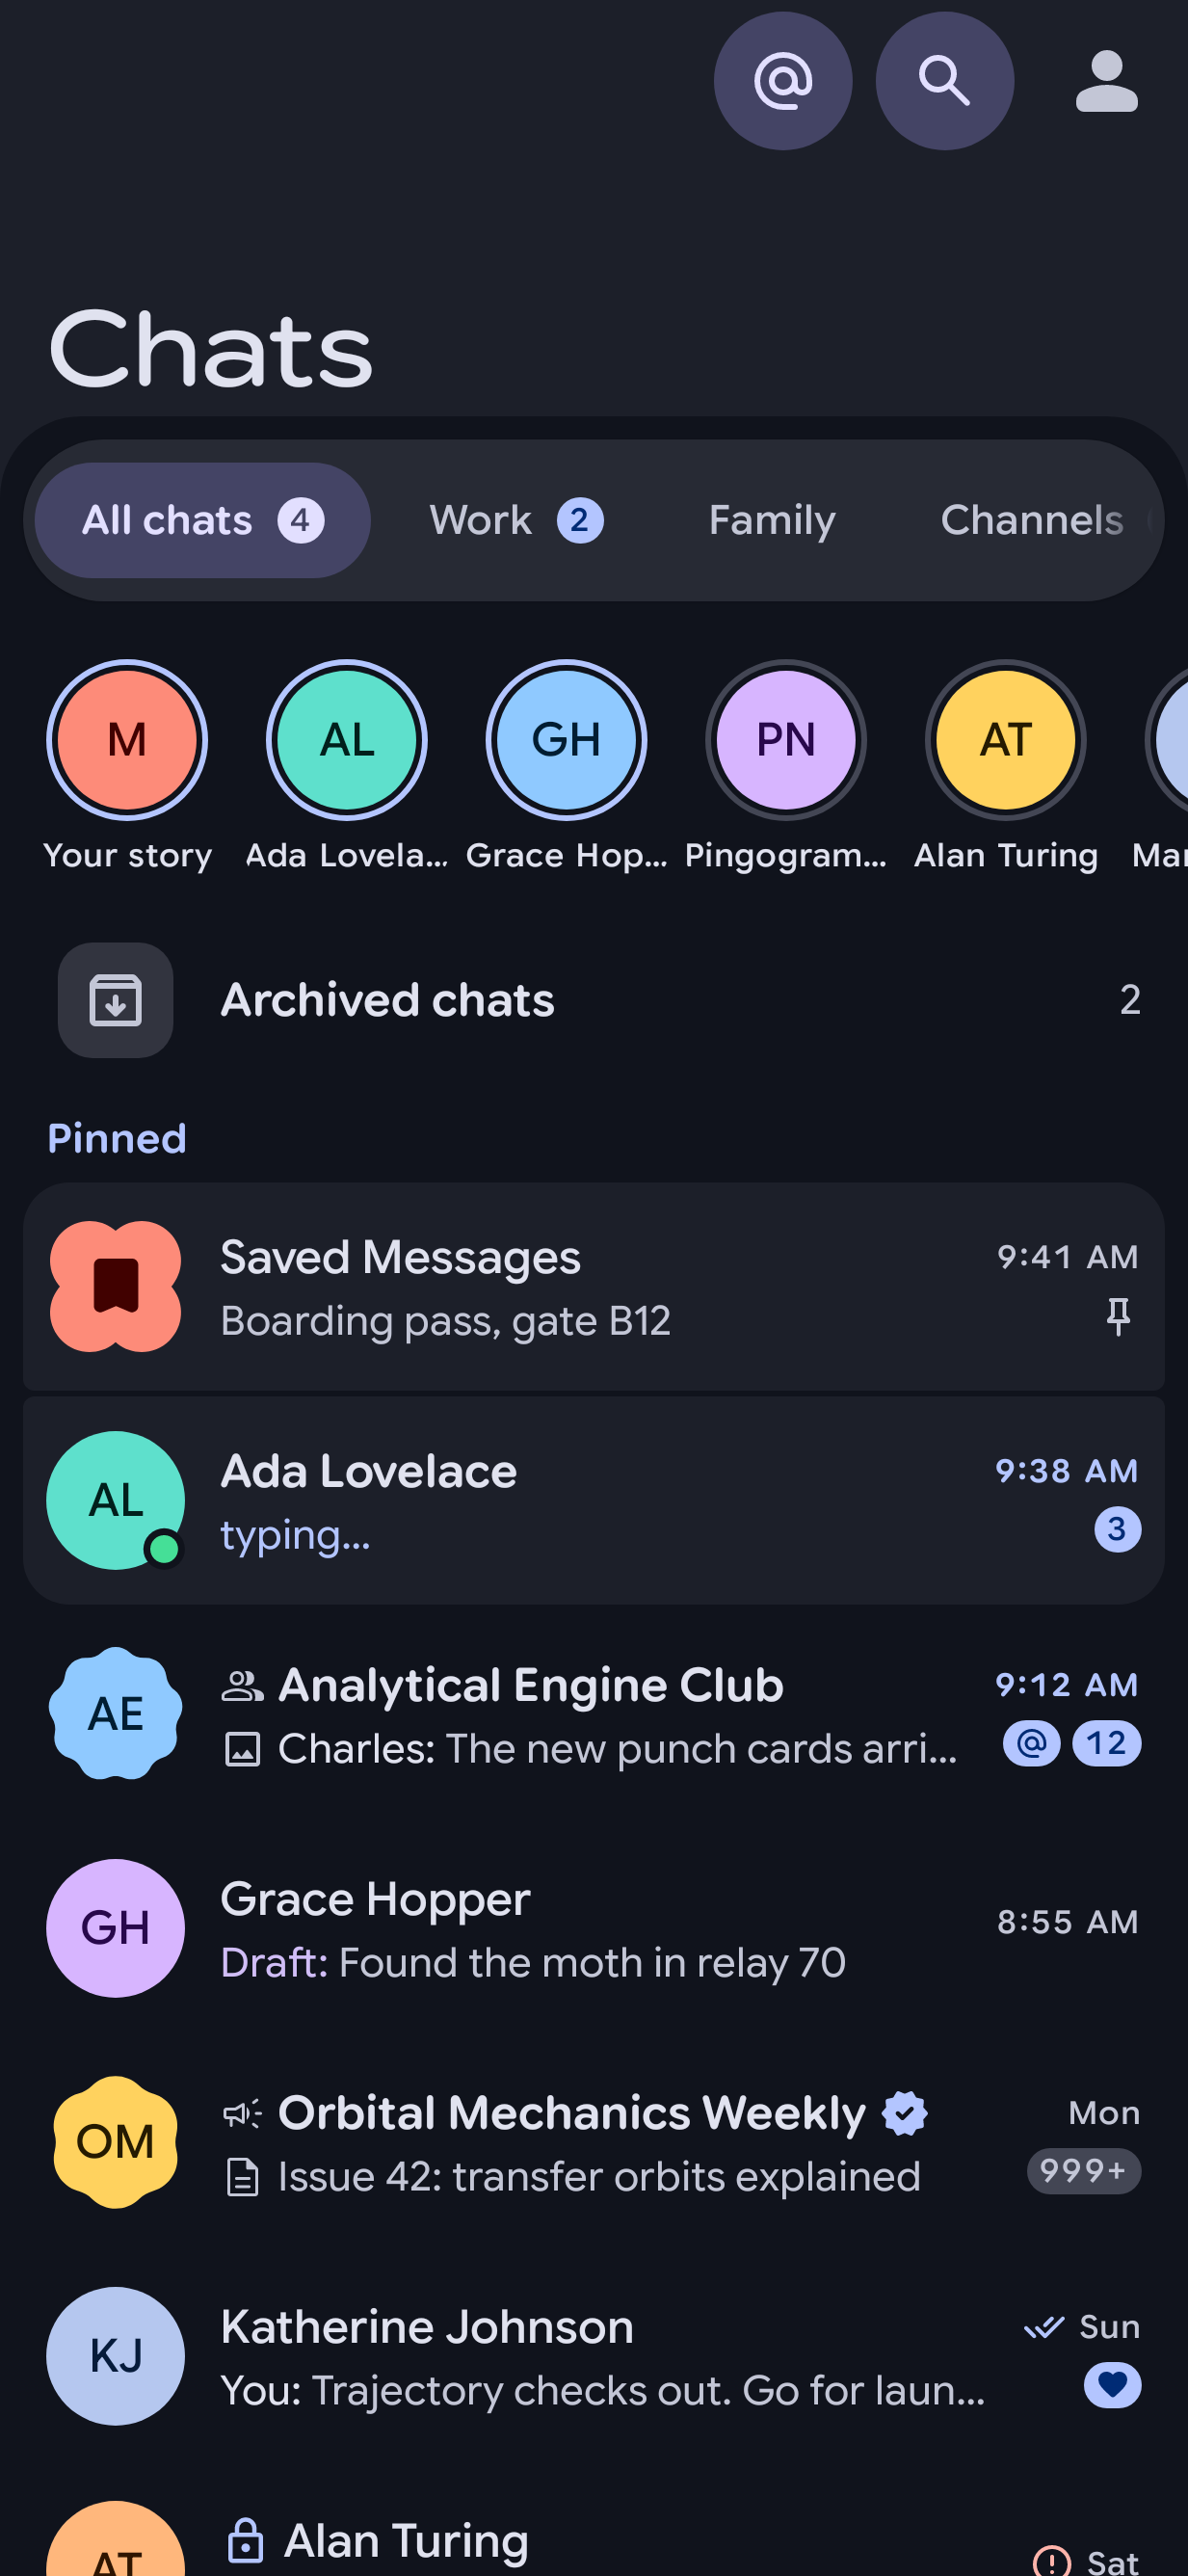 Chats
All chats 4 Work 2 Family Channels
M AL GH PN AT
Your story Ada Lovela... Grace Hop... Pingogram... Alan Turing Mar
Archived chats 2
Pinned
Saved Messages 9:41 AM
Boarding pass, gate B12
AL Ada Lovelace 9:38 AM
typing... 3
AE Analytical Engine Club 9:12 AM
Charles: The new punch cards arri... @ 12
GH Grace Hopper 8:55 AM
Draft: Found the moth in relay 70
OM Orbital Mechanics Weekly Mon
Issue 42: transfer orbits explained 999+
KJ Katherine Johnson Sun
You: Trajectory checks out. Go for laun...
AT Alan Turing Sat